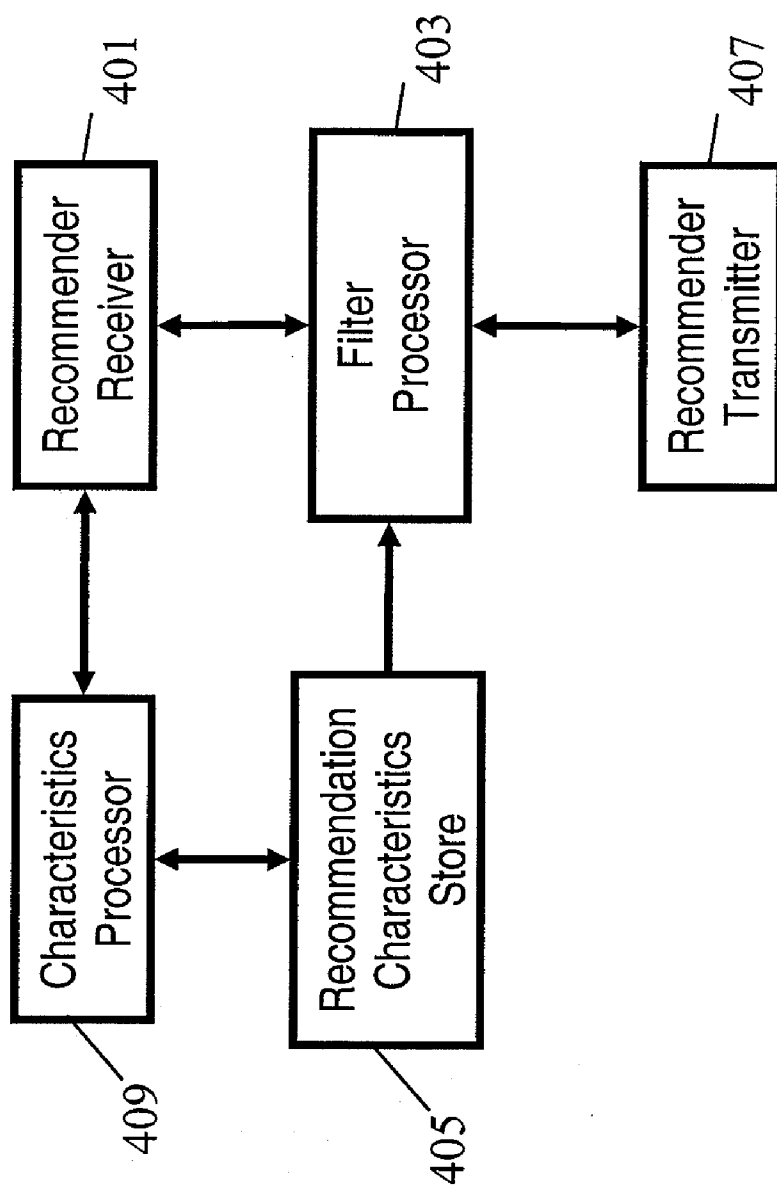 409
Characteristics
Processor
Recommender
Receiver
401
405
Recommendation
Characteristics
Store
Filter
Processor
403
Recommender
Transmitter
407